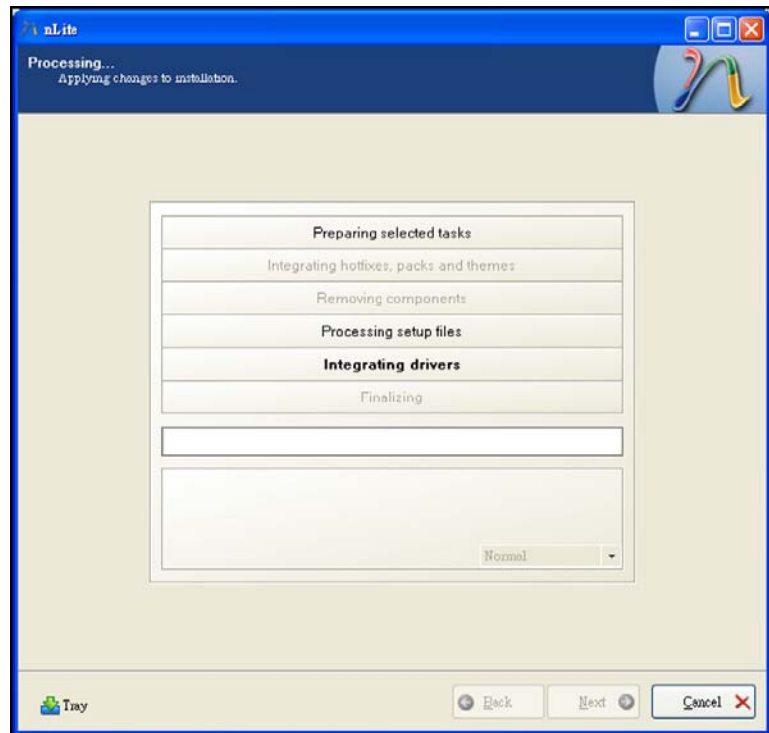 nLite
Processing...
Applying changes to installation.
Preparing selected tasks
Integrating hotfixes, packs and themes
Removing components
Processing setup files
Integrating drivers
Finalizing
Normal
Tray
Back
Next
Cancel